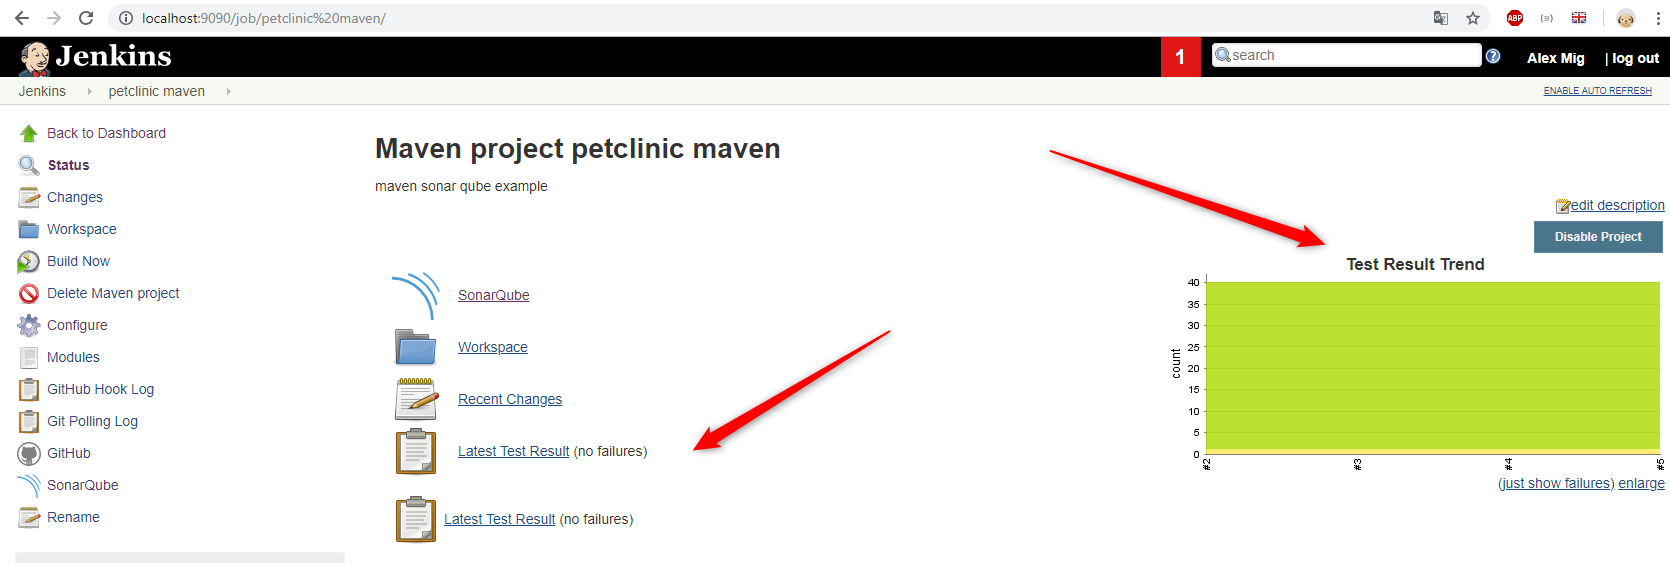 localhost:9090/job/petclinic%20maven/
ABP
Jenkins
1
search
Alex Mig
| log out
Jenkins
petclinic maven
ENABLE AUTO REFRESH
Back to Dashboard
Status
Changes
Workspace
Build Now
Delete Maven project
Configure
Modules
GitHub Hook Log
Git Polling Log
GitHub
SonarQube
Rename
Maven project petclinic maven
maven sonar qube example
edit description
Disable Project
SonarQube
Workspace
Recent Changes
Latest Test Result (no failures)
Latest Test Result (no failures)
Test Result Trend
count
40
35
30
25
20
15
10
5
0
#2
#3
#4
#5
(just show failures) enlarge